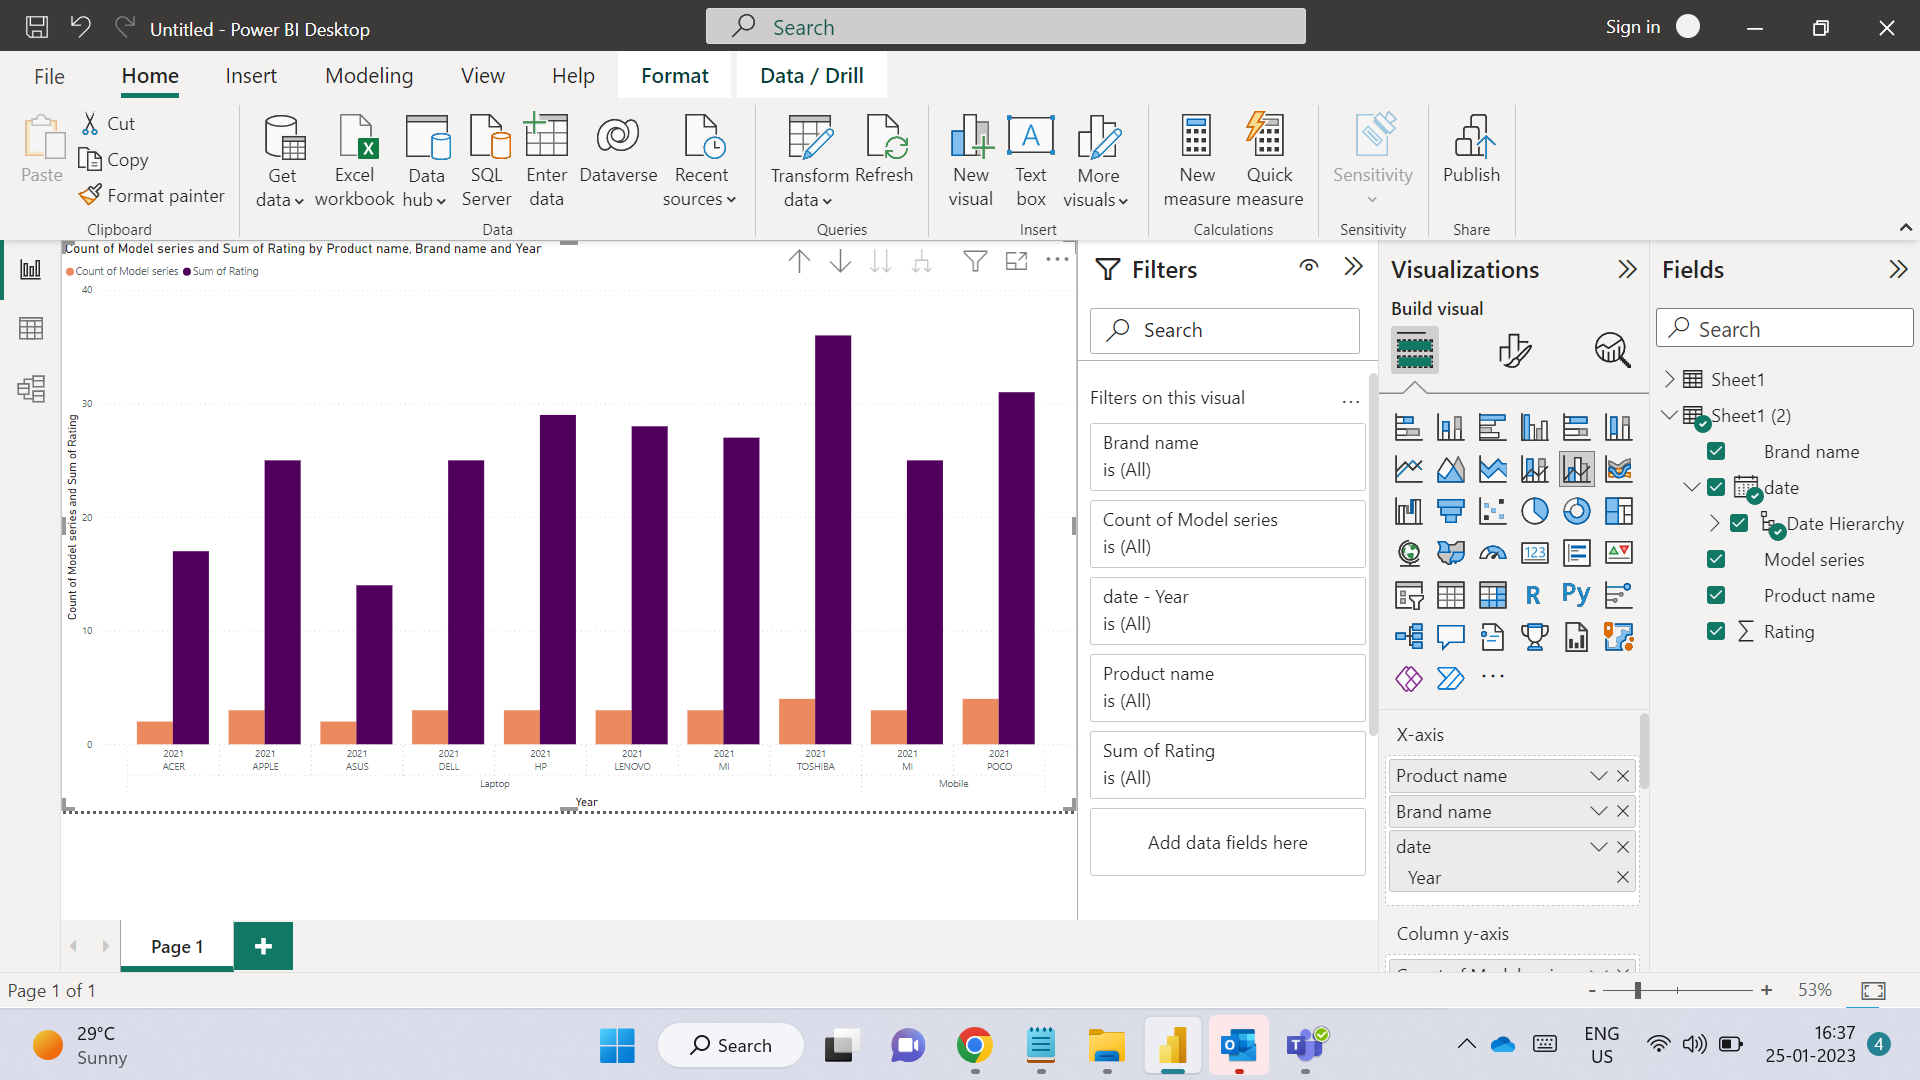 Untitled - Power BI Desktop
Search
Sign in
File
Home
Insert
Modeling
View
Help
Format
Data / Drill
Paste
Cut
Copy
Format painter
Clipboard
Get data
Excel workbook
Data hub
SQL Server
Enter data
Dataverse
Recent sources
Data
Transform data
Refresh
Queries
New visual
Text box
More visuals
Insert
New measure
Quick measure
Calculations
Sensitivity
Sensitivity
Publish
Share
Count of Model series and Sum of Rating by Product name, Brand name and Year
Count of Model series
Sum of Rating
Count of Model series and Sum of Rating
40
30
20
10
0
2021 2021 2021 2021 2021 2021 2021 2021 2021 2021
ACER APPLE ASUS DELL HP LENOVO MI TOSHIBA MI POCO
Laptop Mobile
Year
Filters
Search
Filters on this visual
Brand name
is (All)
Count of Model series
is (All)
date - Year
is (All)
Product name
is (All)
Sum of Rating
is (All)
Add data fields here
Visualizations
Build visual
123
R
Py
X-axis
Product name
Brand name
date
Year
Column y-axis
Fields
Search
Sheet1
Sheet1 (2)
Brand name
date
Date Hierarchy
Model series
Product name
Rating
Page 1
Page 1 of 1
- + 53%
29°C
Sunny
Search
ENG
US
16:37
25-01-2023
4